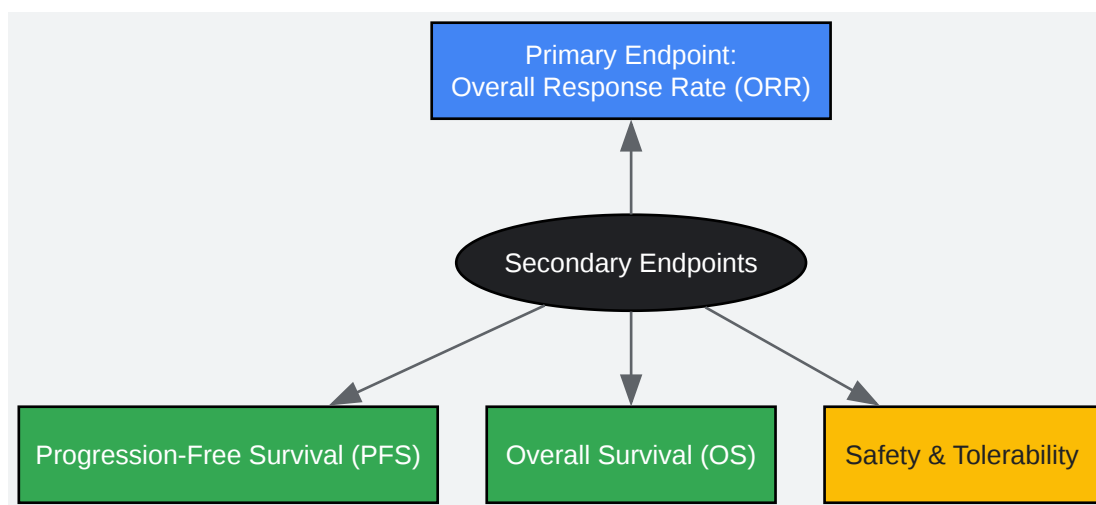 Primary Endpoint:
Overall Response Rate (ORR)
Secondary Endpoints
Progression-Free Survival (PFS)
Overall Survival (OS)
Safety & Tolerability